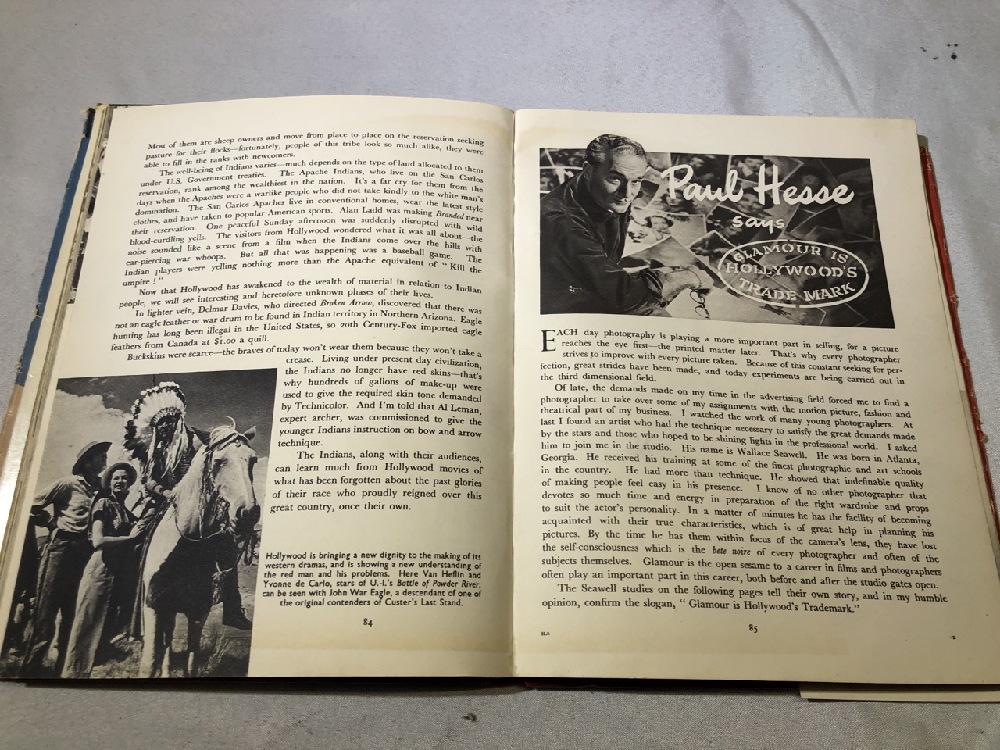 Most of them are sheep owners and move from place to place on the reservation seeking
pasture for their flocks—fortunately, people of this tribe look so much alike, they were
able to fill in the ranks with newcomers.
The well-being of Indians varies—much depends on the type of land allocated to them
under U.S. Government treaties. The Apache Indians, who live on the San Carlos
reservation, rank among the wealthiest in the nation. It's a far cry for them from the
days when the Apaches were a warlike people who did not take kindly to the white man's
domination. The San Carlos Apaches live in conventional homes, wear the latest style
clothes, and have taken to popular American sports. Alan Ladd was making Branded near
their reservation. One peaceful Sunday afternoon was suddenly disrupted with wild
blood-curdling yells. The visitors from Hollywood wondered what it was all about—the
noise sounded like a scene from a film when the Indians come over the hills with
ear-piercing war whoops. But all that was happening was a baseball game. The
Indian players were yelling nothing more than the Apache equivalent of "Kill the
umpire!"
Now that Hollywood has awakened to the wealth of material in relation to Indian
people, we will see interesting and heretofore unknown phases of their lives.
In lighter vein, Delmar Daves, who directed Broken Arrow, discovered that there was
not an eagle feather or war drum to be found in Indian territory in Northern Arizona. Eagle
hunting has long been illegal in the United States, so 20th Century-Fox imported eagle
feathers from Canada at $1.00 a quill.
Buckskins were scarce—the braves of today won't wear them because they won't take a
crease. Living under present day civilization,
the Indians no longer have red skins—that's
why hundreds of gallons of make-up were
used to give the required skin tone demanded
by Technicolor. And I'm told that Al Leman,
expert archer, was commissioned to give the
younger Indians instruction on bow and arrow
technique.
The Indians, along with their audiences,
can learn much from Hollywood movies of
what has been forgotten about the past glories
of their race who proudly reigned over this
great country, once their own.
Hollywood is bringing a new dignity to the making of its
western dramas, and is showing a new understanding of
the red man and his problems. Here Van Heflin and
Yvonne de Carlo, stars of U.-I.'s Battle of Powder River,
can be seen with John War Eagle, a descendant of one of
the original contenders of Custer's Last Stand.
84
Paul Hesse
says
GLAMOUR IS
HOLLYWOOD'S
TRADE MARK
EACH day photography is playing a more important part in selling, for a picture
reaches the eye first—the printed matter later. That's why every photographer
strives to improve with every picture taken. Because of this constant seeking for per-
fection, great strides have been made, and today experiments are being carried out in
the third dimensional field.
Of late, the demands made on my time in the advertising field forced me to find a
photographer to take over some of my assignments with the motion picture, fashion and
theatrical part of my business. I watched the work of many young photographers. At
last I found an artist who had the technique necessary to satisfy the great demands made
by the stars and those who hoped to be shining lights in the professional world. I asked
him to join me in the studio. His name is Wallace Seawell. He was born in Atlanta,
Georgia. He received his training at some of the finest photographic and art schools
in the country. He had more than technique. He showed that indefinable quality
of making people feel easy in his presence. I know of no other photographer that
devotes so much time and energy in preparation of the right wardrobe and props
to suit the actor's personality. In a matter of minutes he has the facility of becoming
acquainted with their true characteristics, which is of great help in planning his
pictures. By the time he has them within focus of the camera's lens, they have lost
the self-consciousness which is the bete noire of every photographer and often of the
subjects themselves. Glamour is the open sesame to a career in films and photographers
often play an important part in this career, both before and after the studio gates open.
The Seawell studies on the following pages tell their own story, and in my humble
opinion, confirm the slogan, "Glamour is Hollywood's Trademark."
85